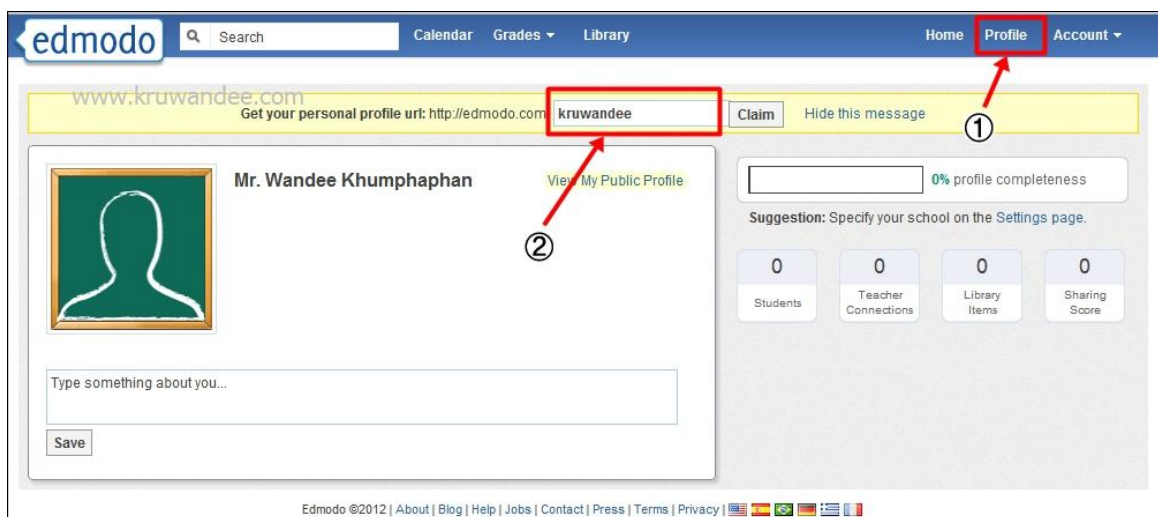 edmodo Search Calendar Grades Library Home Profile Account
www.kruwandee.com
Get your personal profile url: http://edmodo.com kruwandee Claim Hide this message
①
Mr. Wandee Khumphaphan View My Public Profile
0% profile completeness
Suggestion: Specify your school on the Settings page.
②
0 0 0 0
Students Teacher Connections Library Items Sharing Score
Type something about you...
Save
Edmodo ©2012 | About | Blog | Help | Jobs | Contact | Press | Terms | Privacy |